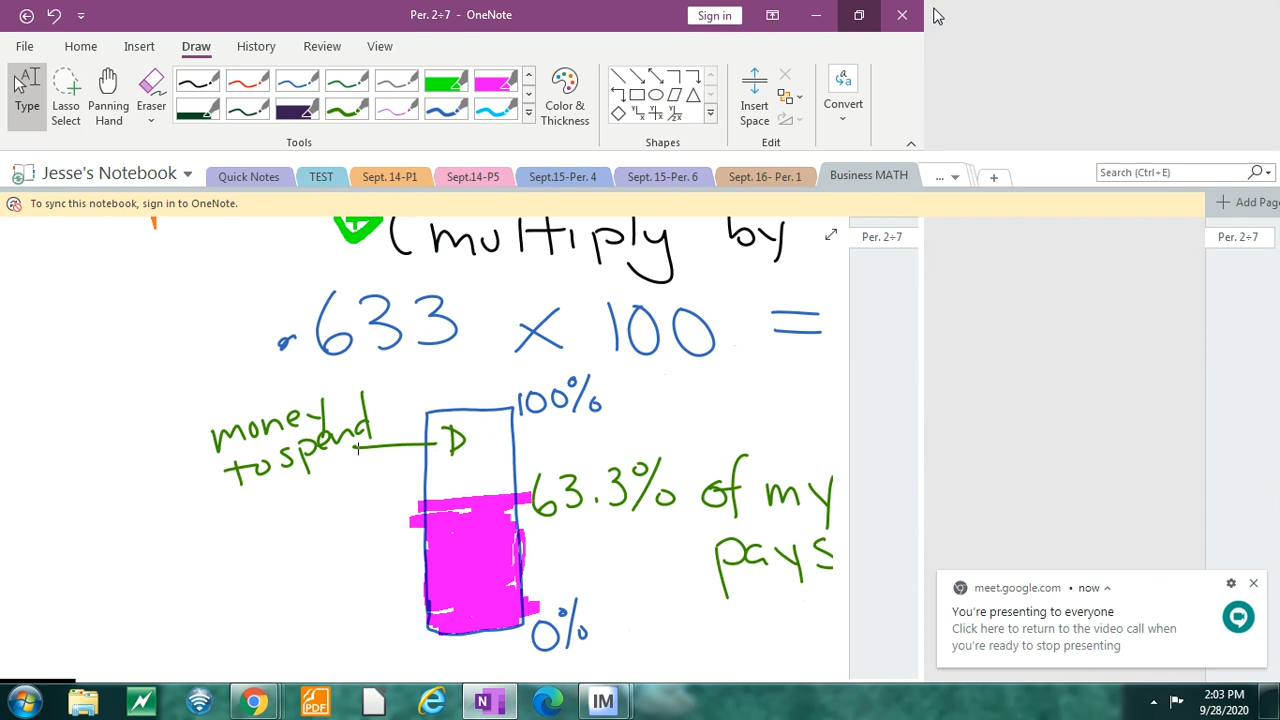 Per. 2÷7 - OneNote
Sign in
File Home Insert Draw History Review View
Type
Lasso Select
Panning Hand
Eraser
Color & Thickness
Insert Space
Convert
Tools Shapes Edit
Jesse's Notebook Quick Notes TEST Sept. 14-P1 Sept.14-P5 Sept.15-Per. 4 Sept. 15-Per. 6 Sept. 16- Per. 1 Business MATH ... Search (Ctrl+E)
To sync this notebook, sign in to OneNote.
Add Page
Per. 2÷7
Per. 2÷7
(multiply by
.633 x 100 =
100%
money
to spend
63.3% of my
pays
0%
meet.google.com • now
You're presenting to everyone
Click here to return to the video call when
you're ready to stop presenting
IM
2:03 PM
9/28/2020